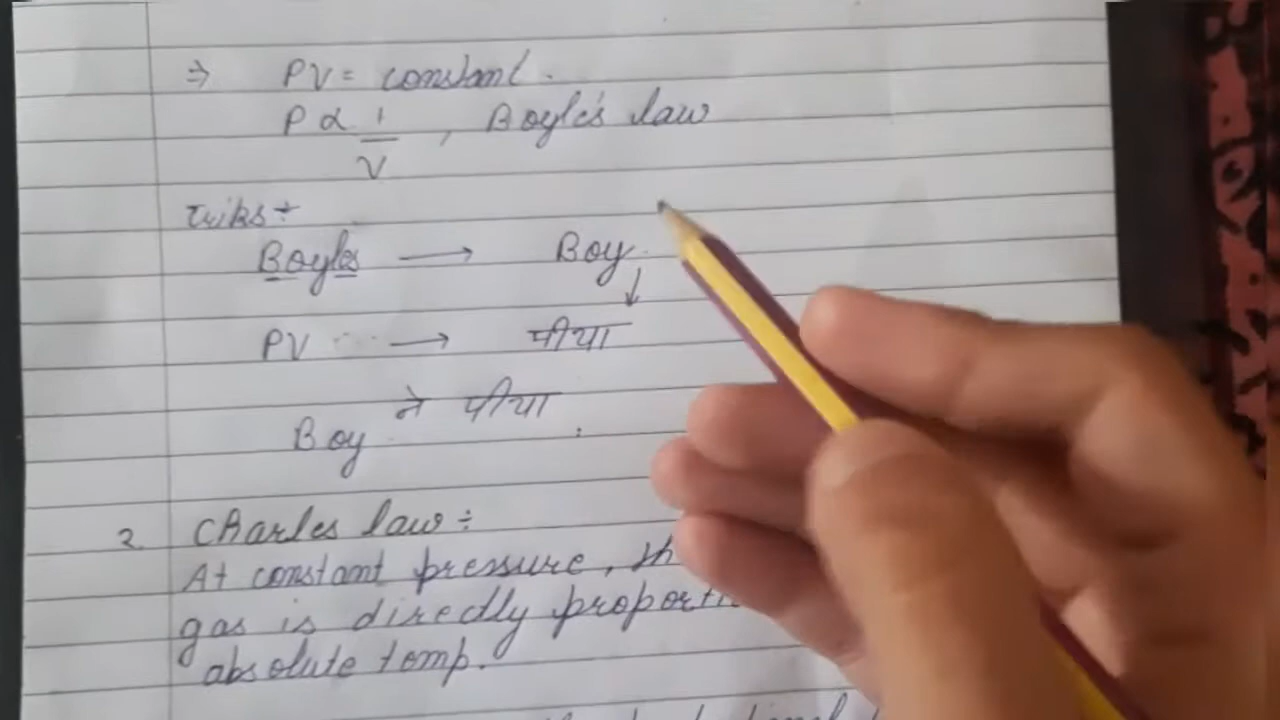 ⇒ PV = constant.
P ∝ 1/V , Boyle's law
Triks ÷
Boyles → Boy
↓
PV → पीया
Boy ने पीया
2. Charles law ÷
At constant pressure,
gas is directly
absolute temp.